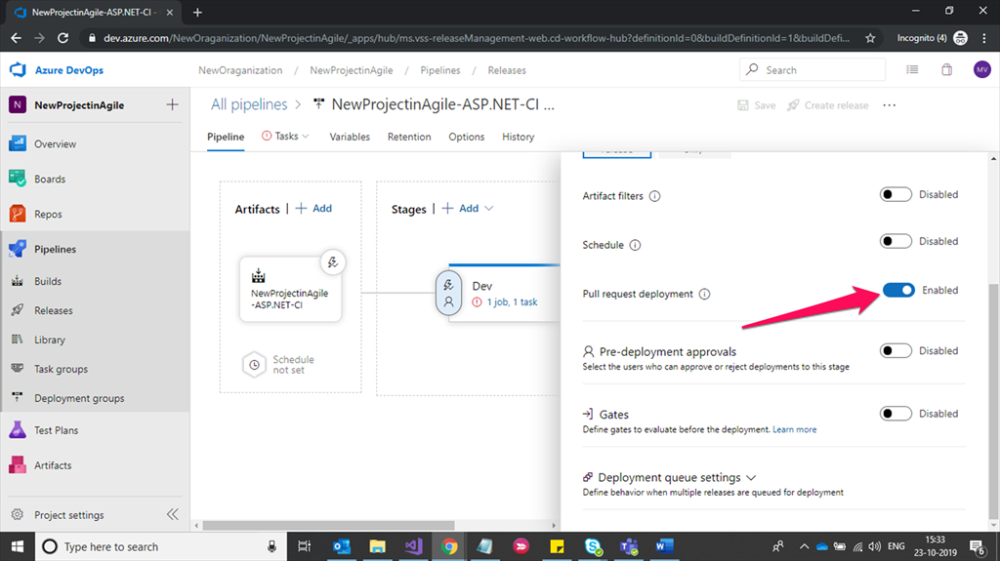 NewProjectinAgile-ASP.NET-CI -
dev.azure.com/NewOraganization/NewProjectinAgile/_apps/hub/ms.vss-releaseManagement-web.cd-workflow-hub?definitionId=0&buildDefinitionId=1&buildDefi...
Incognito (4)
Azure DevOps
NewOraganization / NewProjectinAgile / Pipelines / Releases
Search
MV
N NewProjectinAgile
All pipelines > NewProjectinAgile-ASP.NET-CI ...
Save
Create release
Pipeline Tasks Variables Retention Options History
Overview
Boards
Repos
Pipelines
Builds
Releases
Library
Task groups
Deployment groups
Test Plans
Artifacts
Project settings
Artifacts | + Add
NewProjectinAgile
-ASP.NET-CI
Schedule
not set
Stages | + Add
Dev
1 job, 1 task
Artifact filters Disabled
Schedule Disabled
Pull request deployment Enabled
Pre-deployment approvals Disabled
Select the users who can approve or reject deployments to this stage
Gates Disabled
Define gates to evaluate before the deployment. Learn more
Deployment queue settings
Define behavior when multiple releases are queued for deployment
Type here to search
ENG
15:33
23-10-2019
6